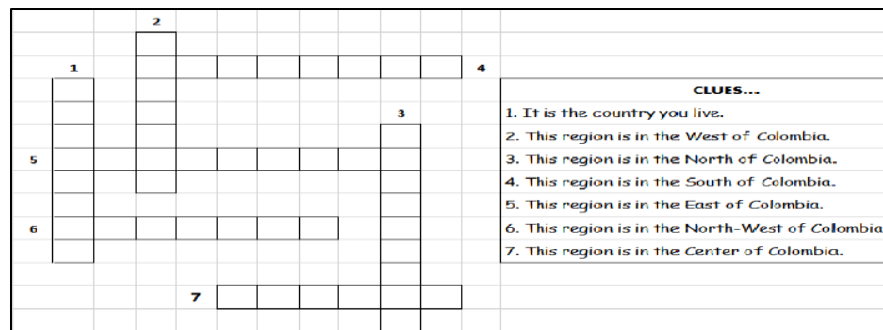 2
1
4
CLUES...
3
1. It is the country you live.
2. This region is in the West of Colombia.
5
3. This region is in the North of Colombia.
4. This region is in the South of Colombia.
5. This region is in the East of Colombia.
6
6. This region is in the North-West of Collombia
7. This region is in the Center of Colombia.
7